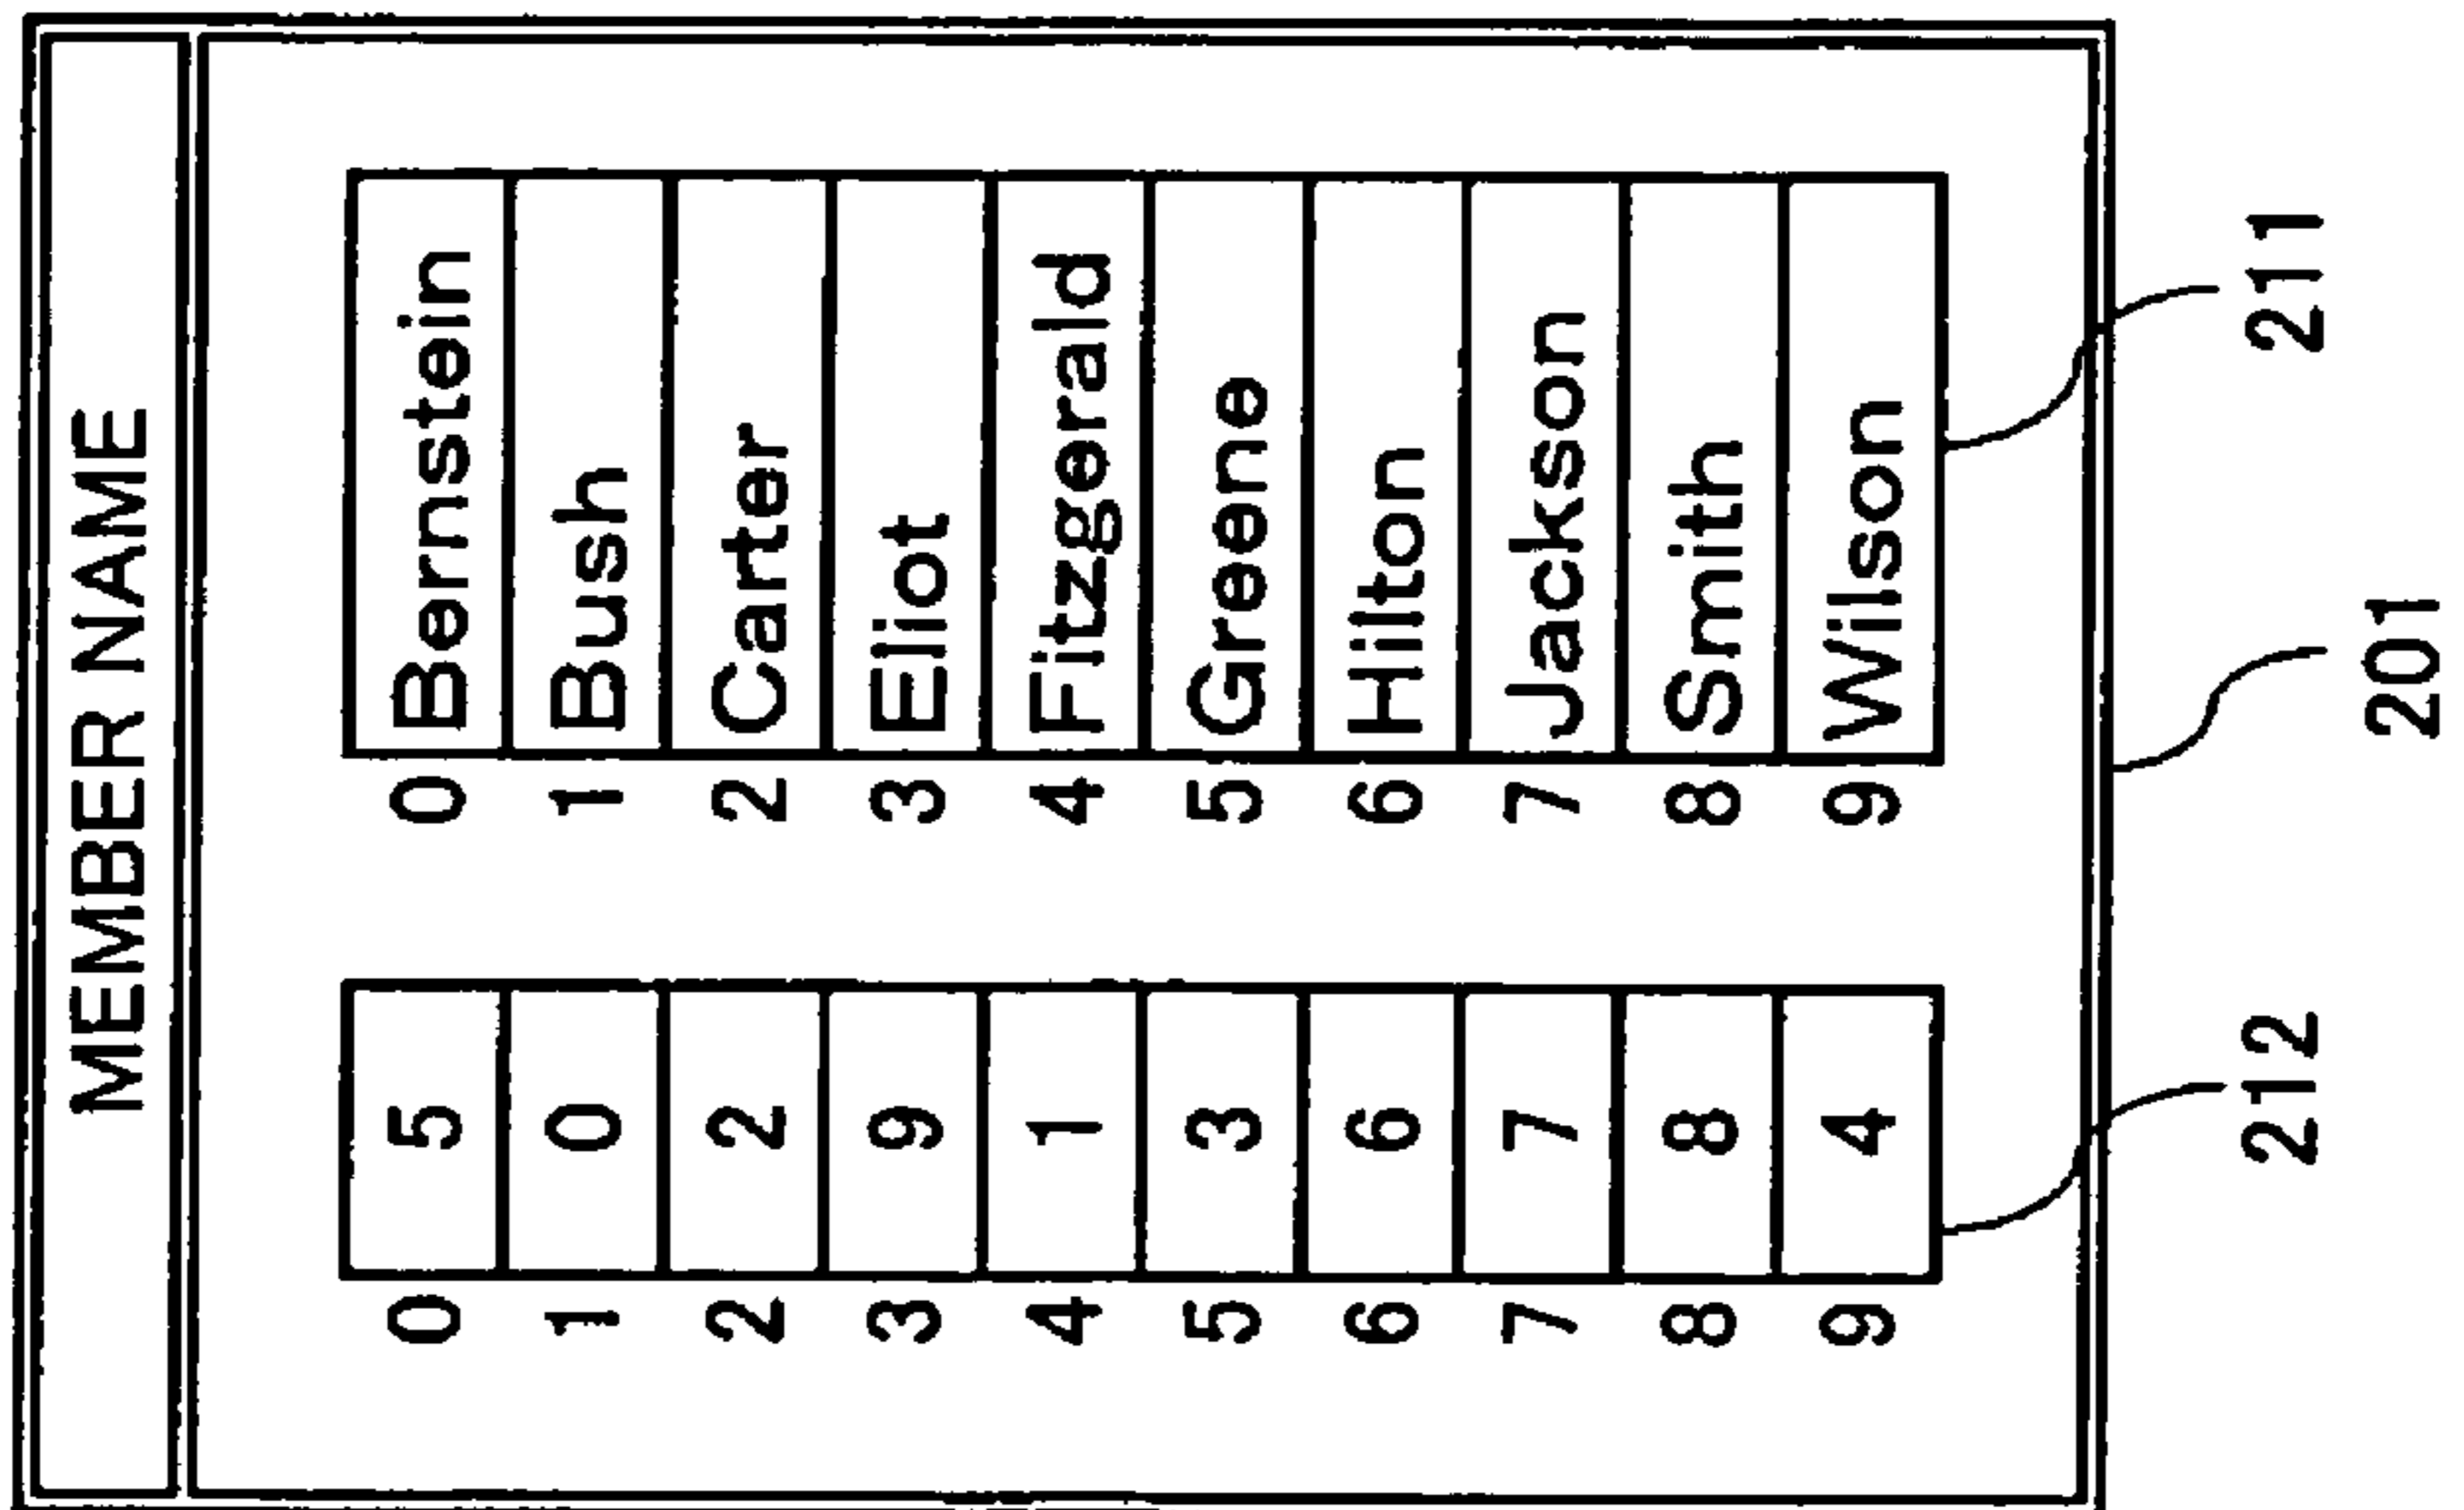 MEMBER NAME
0 5 0 Bernstein
1 0 1 Bush
2 2 2 Carter
3 9 3 Eliot
4 1 4 Fitzgerald
5 3 5 Greene
6 6 6 Hilton
7 7 7 Jackson
8 8 8 Smith
9 4 9 Wilson
212 211
201